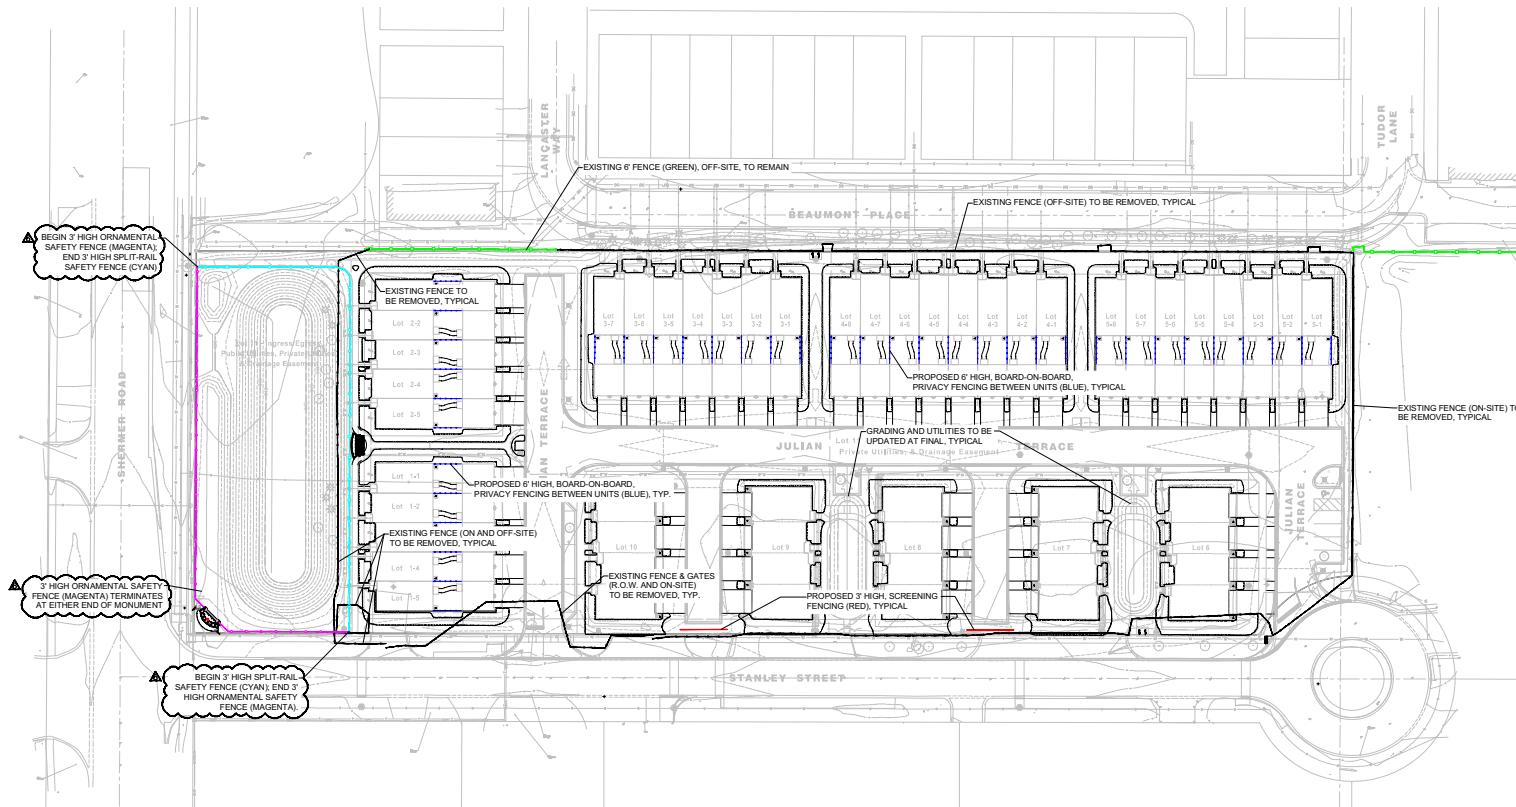 LANCASTER
WAY
TUDOR
LANE
EXISTING 6' FENCE (GREEN), OFF-SITE, TO REMAIN
EXISTING FENCE (OFF-SITE) TO BE REMOVED, TYPICAL
BEAUMONT PLACE
BEGIN 3' HIGH ORNAMENTAL
SAFETY FENCE (MAGENTA);
END 3' HIGH SPLIT-RAIL
SAFETY FENCE (CYAN)
EXISTING FENCE TO
BE REMOVED, TYPICAL
Lot
3-7
Lot
3-6
Lot
3-5
Lot
3-4
Lot
3-3
Lot
3-2
Lot
3-1
Lot
4-8
Lot
4-7
Lot
4-6
Lot
4-5
Lot
4-4
Lot
4-3
Lot
4-2
Lot
4-1
Lot
5-8
Lot
5-7
Lot
5-6
Lot
5-5
Lot
5-4
Lot
5-3
Lot
5-2
Lot
5-1
Lot 2-2
Lot 2-3
Lot 2-4
Lot 2-5
& Drainage Easement
PROPOSED 6' HIGH, BOARD-ON-BOARD,
PRIVACY FENCING BETWEEN UNITS (BLUE), TYPICAL
SHERMER ROAD
EXISTING FENCE (ON-SITE) TO
BE REMOVED, TYPICAL
GRADING AND UTILITIES TO BE
UPDATED AT FINAL, TYPICAL
JULIAN
Lot 1
TERRACE
Private Utilities, & Drainage Easement
IAN TERRACE
Lot 1-1
PROPOSED 6' HIGH, BOARD-ON-BOARD,
PRIVACY FENCING BETWEEN UNITS (BLUE), TYP.
Lot 1-2
JULIAN
TERRACE
EXISTING FENCE (ON AND OFF-SITE)
TO BE REMOVED, TYPICAL
Lot 10
Lot 9
Lot 8
Lot 7
Lot 6
Lot 1-4
1-5
3' HIGH ORNAMENTAL SAFETY
FENCE (MAGENTA) TERMINATES
AT EITHER END OF MONUMENT
EXISTING FENCE & GATES
(R.O.W. AND ON-SITE)
TO BE REMOVED, TYP.
PROPOSED 3' HIGH, SCREENING
FENCING (RED), TYPICAL
BEGIN 3' HIGH SPLIT-RAIL
SAFETY FENCE (CYAN); END 3'
HIGH ORNAMENTAL SAFETY
FENCE (MAGENTA).
STANLEY STREET